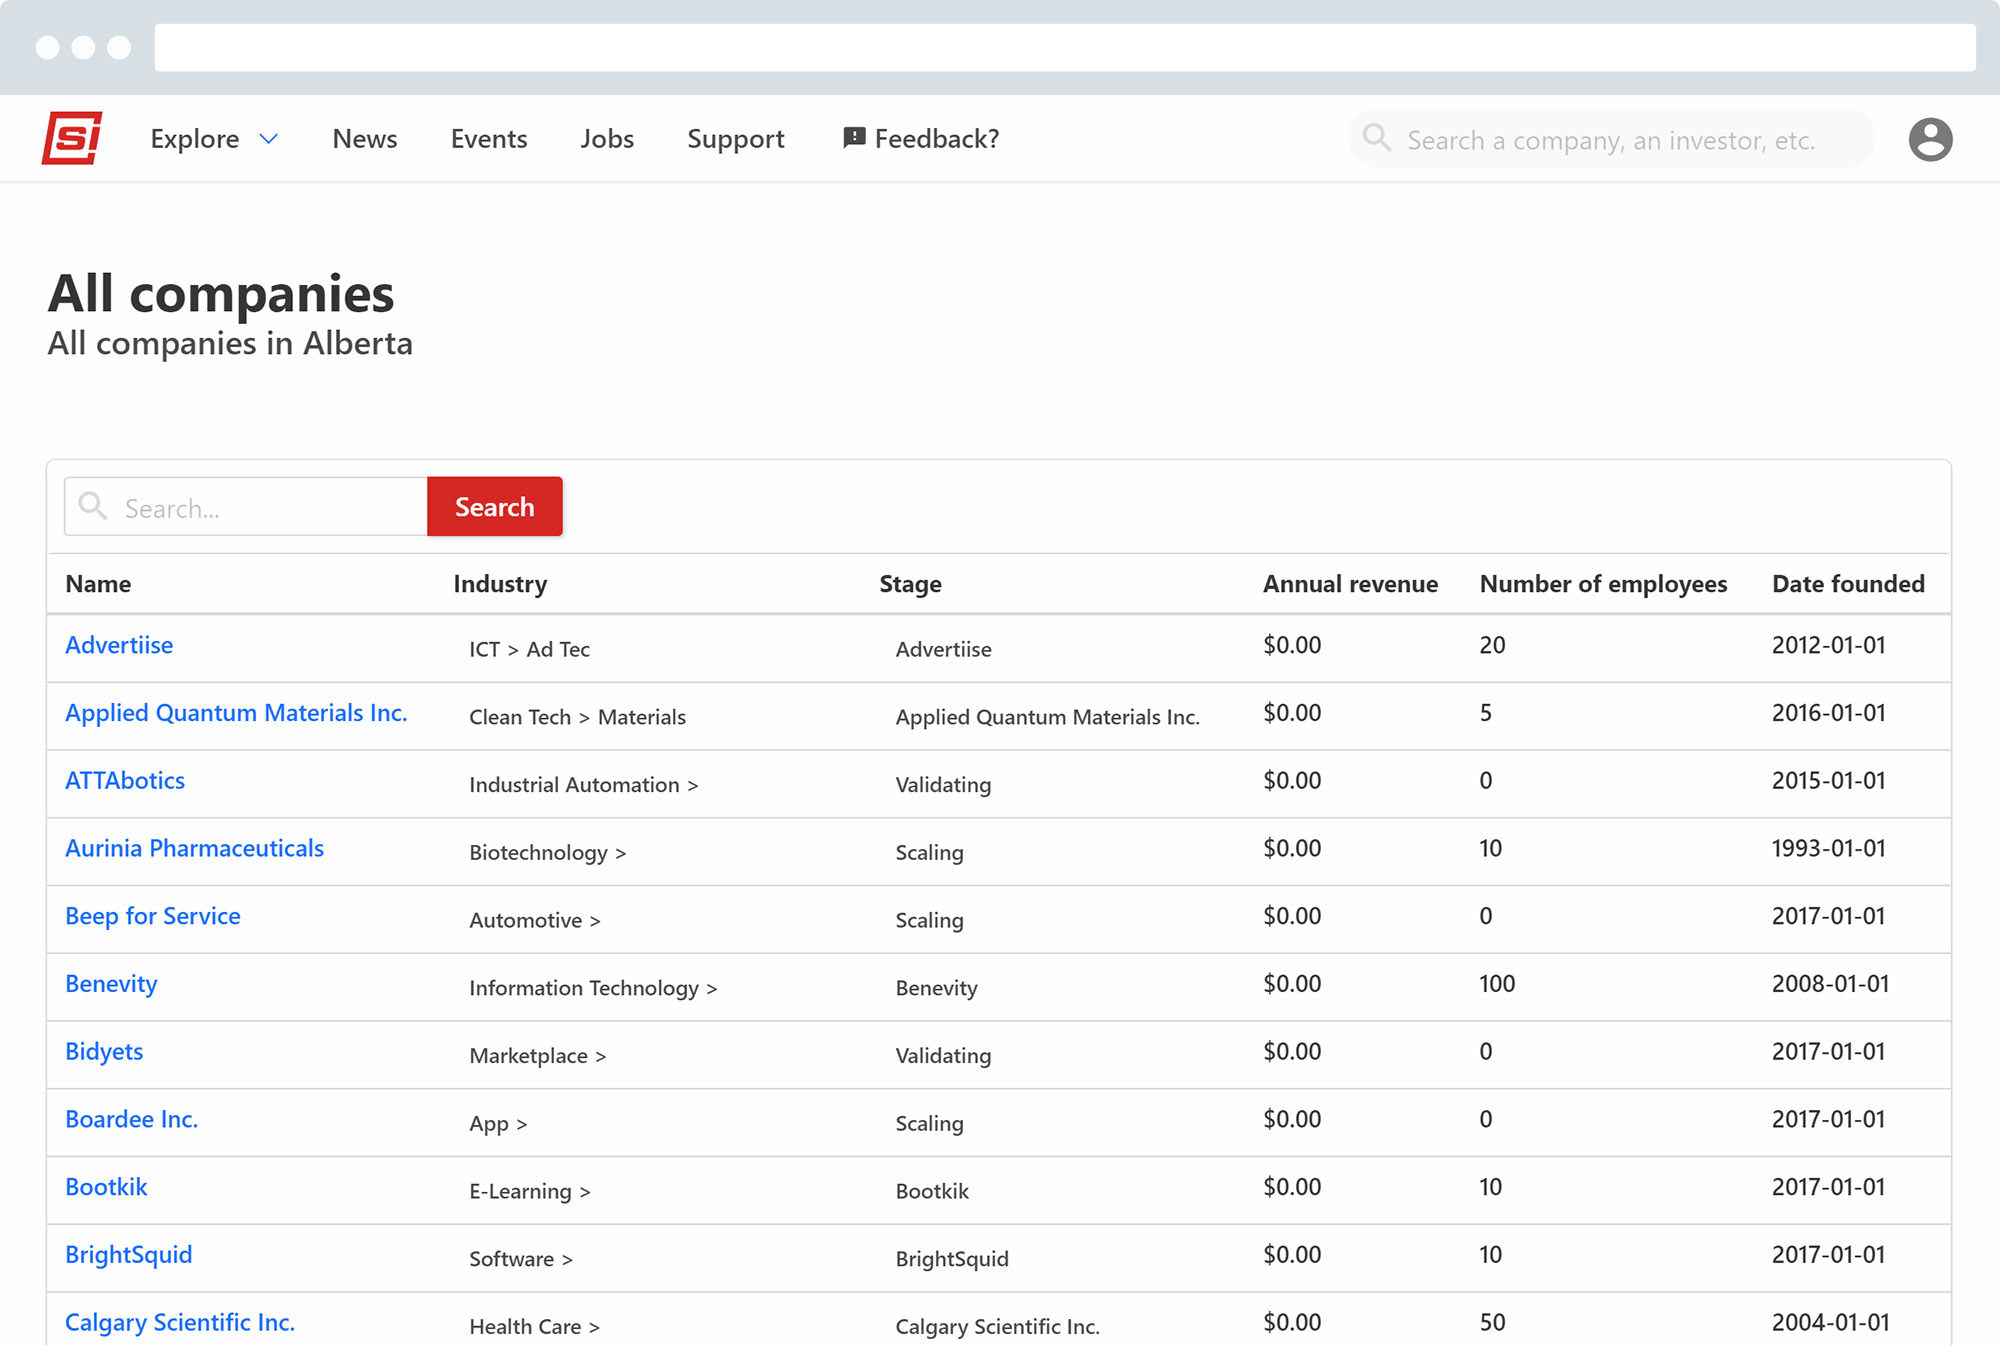 Si Explore News Events Jobs Support Feedback? Search a company, an investor, etc.
All companies
All companies in Alberta
Search... Search
Name Industry Stage Annual revenue Number of employees Date founded
Advertiise ICT > Ad Tec Advertiise $0.00 20 2012-01-01
Applied Quantum Materials Inc. Clean Tech > Materials Applied Quantum Materials Inc. $0.00 5 2016-01-01
ATTAbotics Industrial Automation > Validating $0.00 0 2015-01-01
Aurinia Pharmaceuticals Biotechnology > Scaling $0.00 10 1993-01-01
Beep for Service Automotive > Scaling $0.00 0 2017-01-01
Benevity Information Technology > Benevity $0.00 100 2008-01-01
Bidyets Marketplace > Validating $0.00 0 2017-01-01
Boardee Inc. App > Scaling $0.00 0 2017-01-01
Bootkik E-Learning > Bootkik $0.00 10 2017-01-01
BrightSquid Software > BrightSquid $0.00 10 2017-01-01
Calgary Scientific Inc. Health Care > Calgary Scientific Inc. $0.00 50 2004-01-01